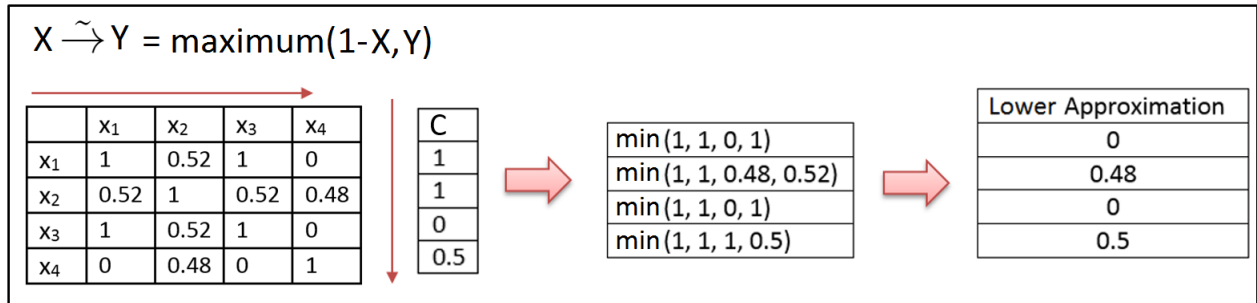 X →̃ Y = maximum(1-X,Y)
x₁ x₂ x₃ x₄
x₁ 1 0.52 1 0
x₂ 0.52 1 0.52 0.48
x₃ 1 0.52 1 0
x₄ 0 0.48 0 1
C
1
1
0
0.5
min(1, 1, 0, 1)
min(1, 1, 0.48, 0.52)
min(1, 1, 0, 1)
min(1, 1, 1, 0.5)
Lower Approximation
0
0.48
0
0.5